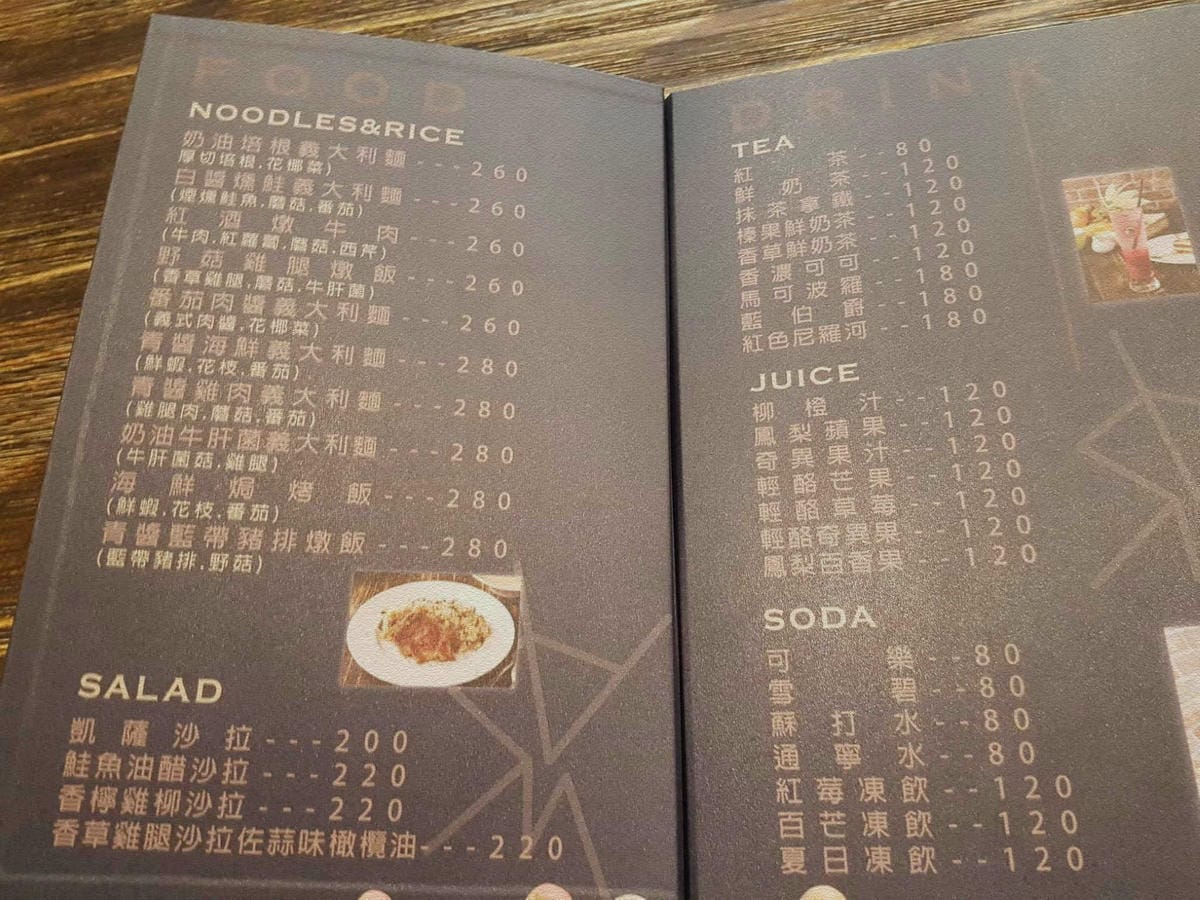 FOOD
NOODLES&RICE
奶油培根義大利麵---260
(厚切培根.花椰菜)
白醬燻鮭義大利麵---260
(煙燻鮭魚.蘑菇.番茄)
紅酒燉牛肉---260
(牛肉.紅蘿蔔.蘑菇.西芹)
野菇雞腿燉飯---260
(香草雞腿.蘑菇.牛肝菌)
番茄肉醬義大利麵---260
(義式肉醬.花椰菜)
青醬海鮮義大利麵---280
(鮮蝦.花枝.番茄)
青醬雞肉義大利麵---280
(雞腿肉.蘑菇.番茄)
奶油牛肝菌義大利麵---280
(牛肝菌菇.雞腿)
海鮮焗烤飯---280
(鮮蝦.花枝.番茄)
青醬藍帶豬排燉飯---280
(藍帶豬排.野菇)
SALAD
凱薩沙拉---200
鮭魚油醋沙拉---220
香檸雞柳沙拉---220
香草雞腿沙拉佐蒜味橄欖油---220
DRINK
TEA
紅茶--80
鮮奶茶--120
抹茶拿鐵--120
榛果鮮奶茶--120
香草鮮奶茶--120
香濃可可--120
馬可波羅--180
藍伯爵--180
紅色尼羅河--180
JUICE
柳橙汁--120
鳳梨蘋果--120
奇異果汁--120
輕酪芒果--120
輕酪草莓--120
輕酪奇異果--120
鳳梨百香果--120
SODA
可樂--80
雪碧--80
蘇打水--80
通寧水--80
紅莓凍飲--120
百芒凍飲--120
夏日凍飲--120